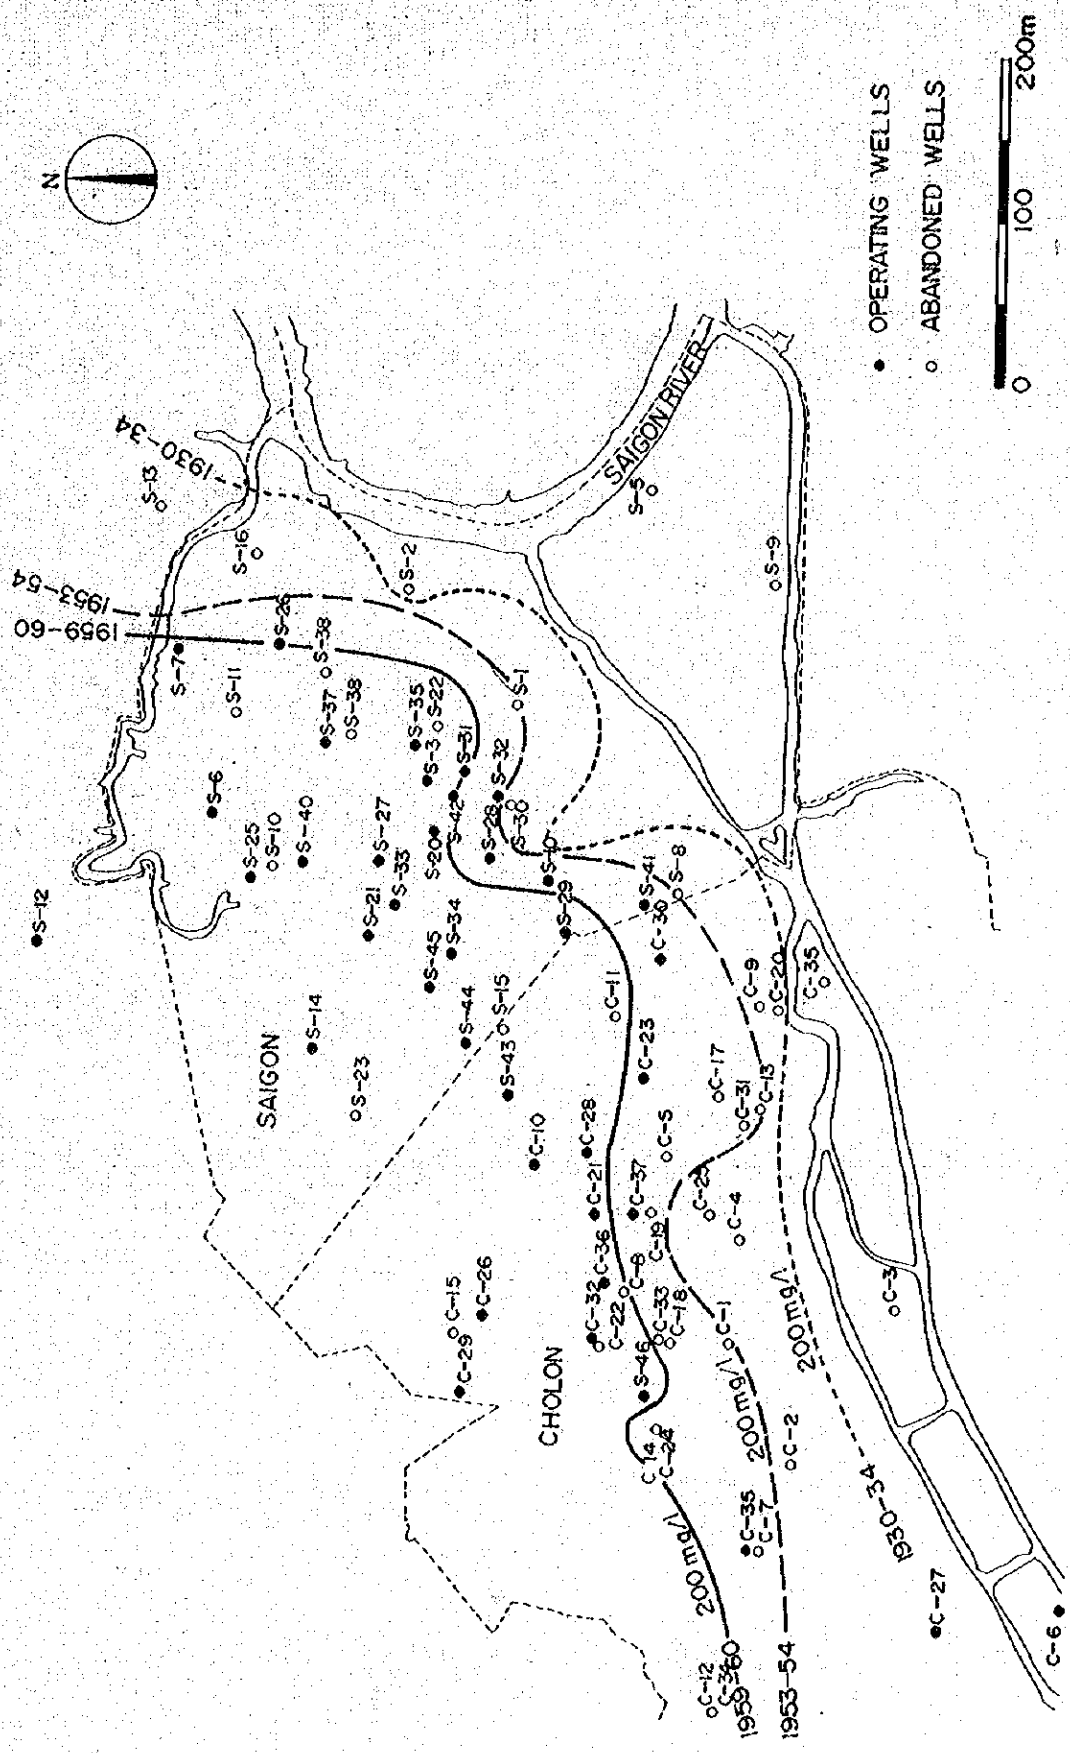 N
1959-60
1953-54
1930-34
S-13
S-16
S-7
S-26
S-11
S-38
S-37
S-38
S-2
S-6
S-35
S-22
S-3
S-31
S-1
S-12
S-25
S-10
S-40
S-27
S-33
S-20
S-42
S-32
S-28
S-30
S-10
S-29
S-21
S-34
S-45
S-44
S-15
S-43
S-14
S-23
SAIGON
S-41
S-8
C-30
SAIGON RIVER
S-5
S-9
C-9
C-20
C-35
C-11
C-23
C-17
C-31
C-13
C-10
C-28
C-5
C-21
C-37
C-25
C-4
C-19
C-36
C-8
C-32
C-22
C-33
C-18
C-1
C-15
C-26
C-29
CHOLON
S-46
C 14
C-24
C-3
C-2
C-35
C-7
C-27
C-6
C-12
C-34
200 mg/l
200 mg/l
200 mg/l
1959-60
1953-54
1930-34
● OPERATING WELLS
○ ABANDONED WELLS
0 100 200m